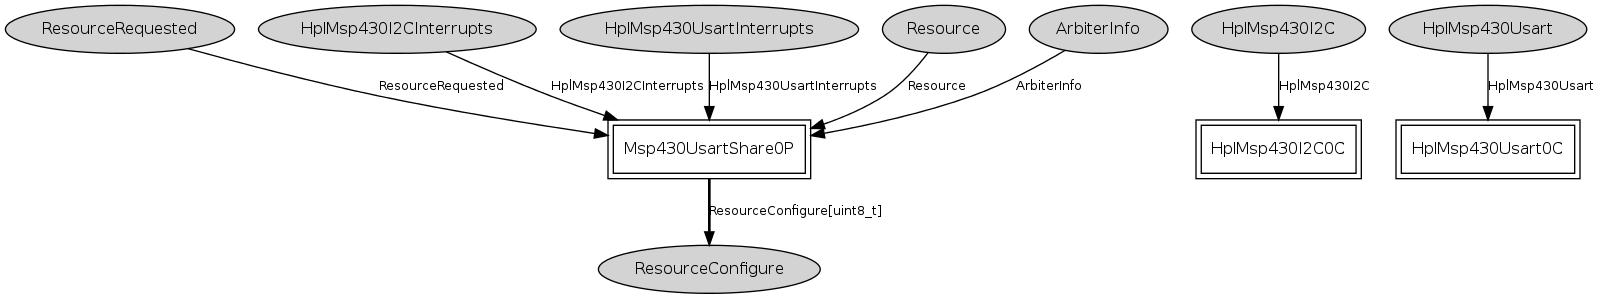 ResourceRequested
HplMsp430I2CInterrupts
HplMsp430UsartInterrupts
Resource
ArbiterInfo
HplMsp430I2C
HplMsp430Usart
ResourceRequested
HplMsp430I2CInterrupts
HplMsp430UsartInterrupts
Resource
ArbiterInfo
HplMsp430I2C
HplMsp430Usart
Msp430UsartShare0P
HplMsp430I2C0C
HplMsp430Usart0C
ResourceConfigure[uint8_t]
ResourceConfigure